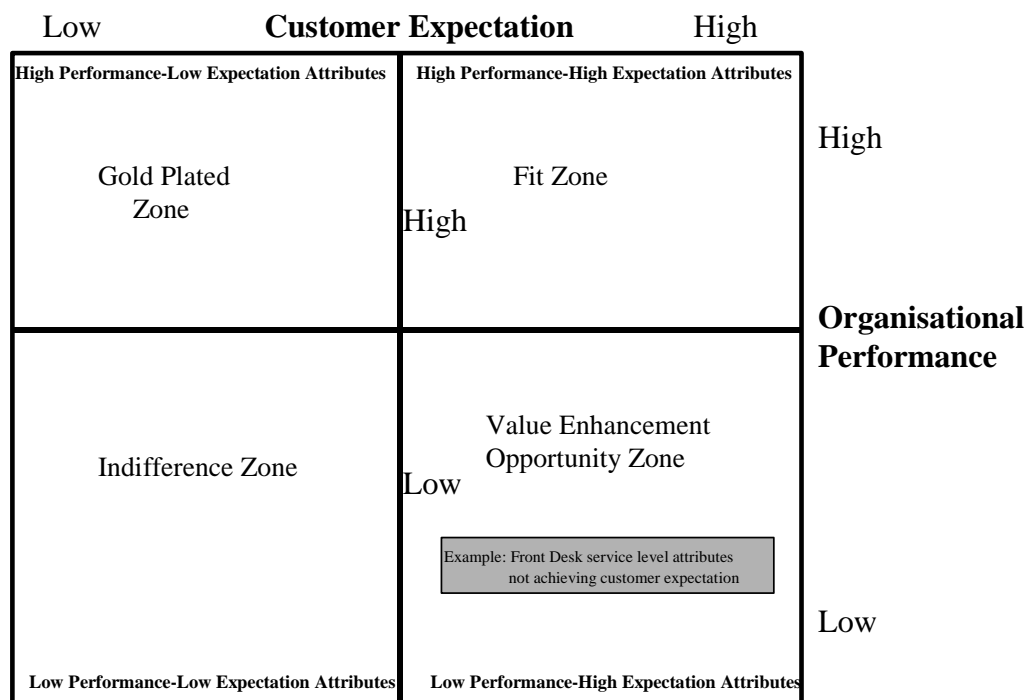 Low Customer Expectation High
High Performance-Low Expectation Attributes
High Performance-High Expectation Attributes
High
Gold Plated
Zone
Fit Zone
High
Organisational
Performance
Value Enhancement
Opportunity Zone
Indifference Zone
Low
Example: Front Desk service level attributes
not achieving customer expectation
Low
Low Performance-Low Expectation Attributes
Low Performance-High Expectation Attributes